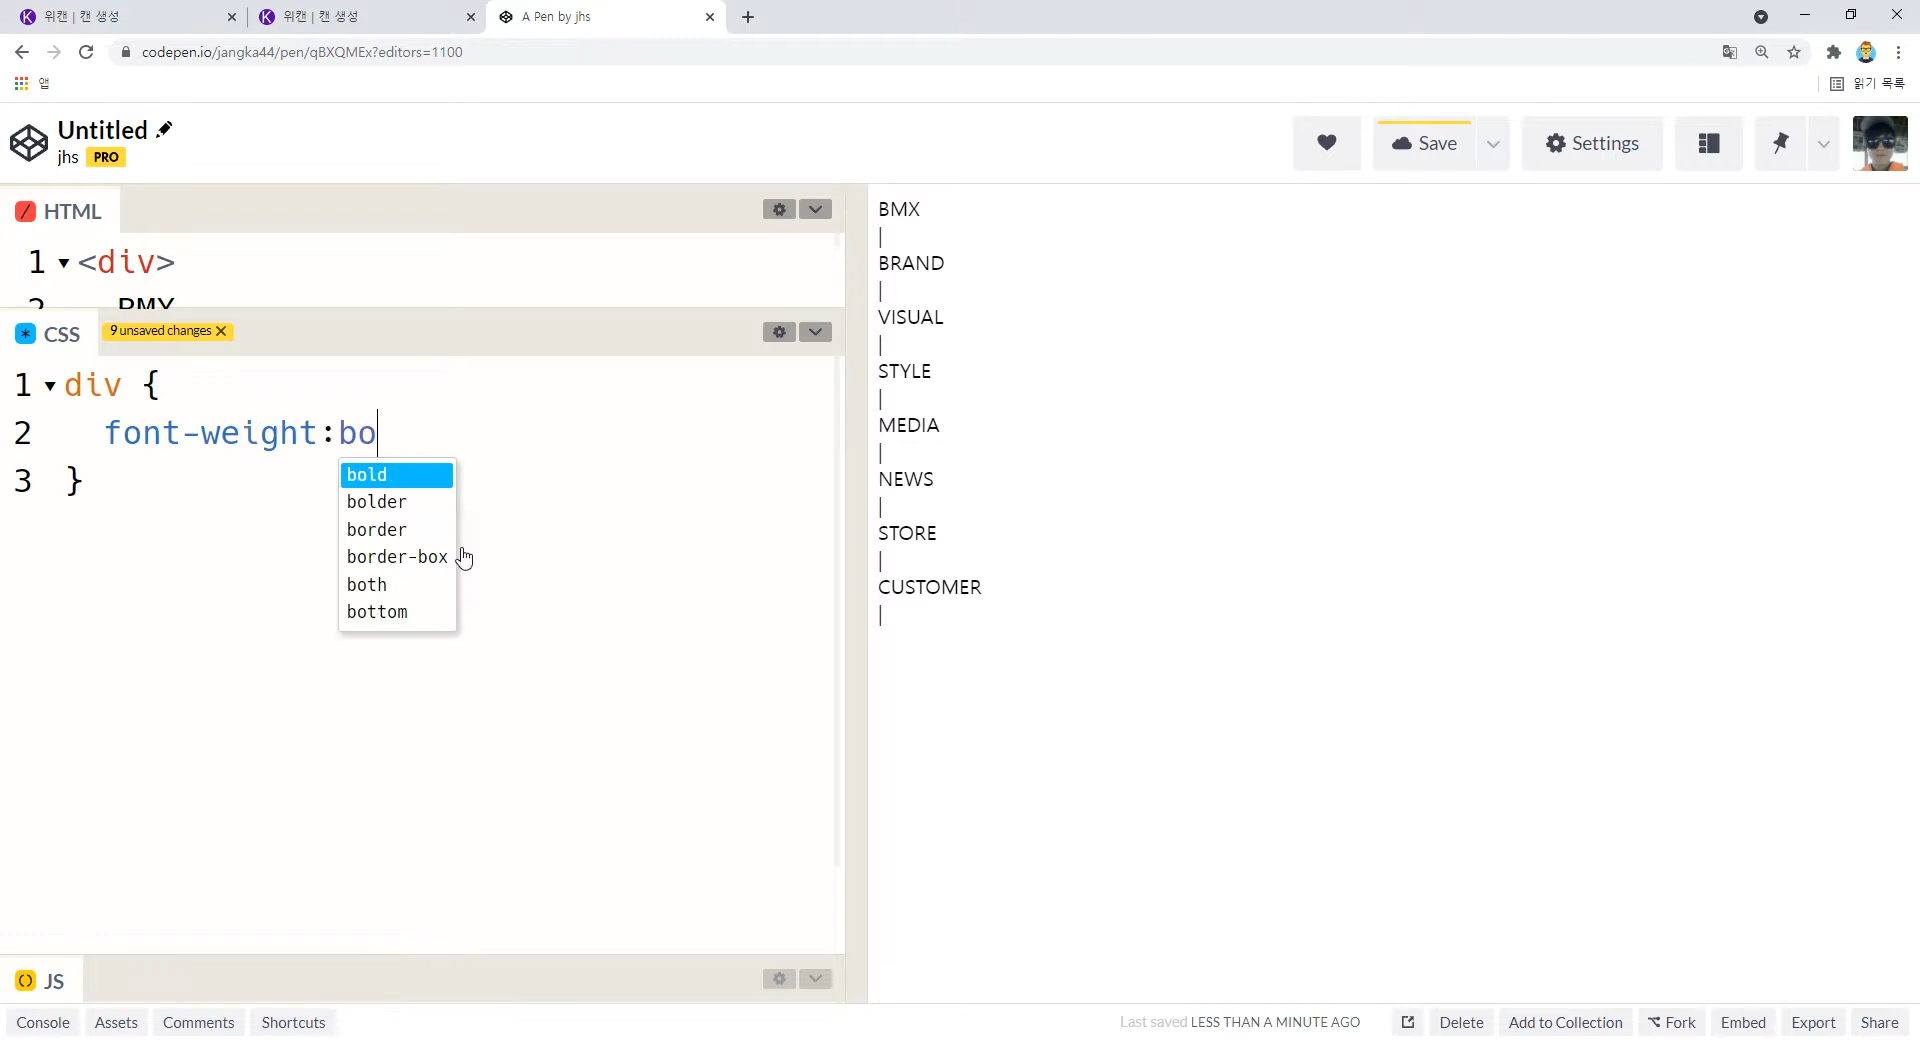 위캔 | 캔 생성
위캔 | 캔 생성
A Pen by jhs
codepen.io/jangka44/pen/qBXQMEx?editors=1100
앱
읽기 목록
Untitled
jhs PRO
Save
Settings
HTML
1 <div>
2 BMX
CSS
9 unsaved changes
1 div {
2 font-weight:bo
3 }
bold
bolder
border
border-box
both
bottom
JS
BMX
|
BRAND
|
VISUAL
|
STYLE
|
MEDIA
|
NEWS
|
STORE
|
CUSTOMER
|
Console Assets Comments Shortcuts
Last saved LESS THAN A MINUTE AGO
Delete Add to Collection Fork Embed Export Share